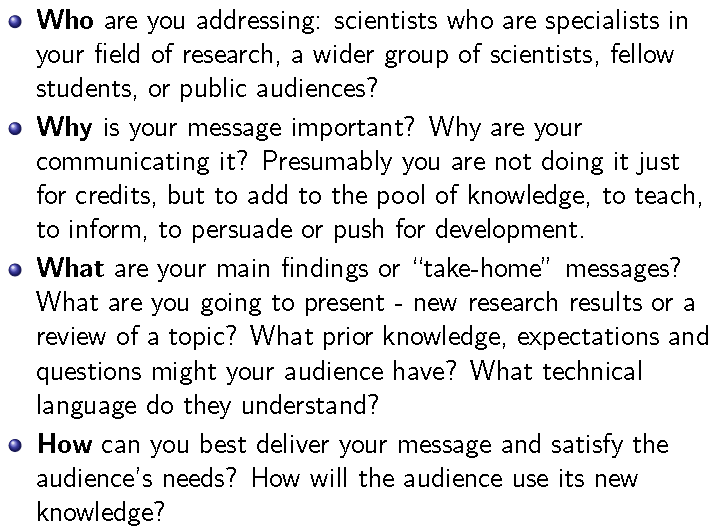 Who are you addressing: scientists who are specialists in
your field of research, a wider group of scientists, fellow
students, or public audiences?
Why is your message important? Why are your
communicating it? Presumably you are not doing it just
for credits, but to add to the pool of knowledge, to teach,
to inform, to persuade or push for development.
What are your main findings or “take-home” messages?
What are you going to present - new research results or a
review of a topic? What prior knowledge, expectations and
questions might your audience have? What technical
language do they understand?
How can you best deliver your message and satisfy the
audience's needs? How will the audience use its new
knowledge?